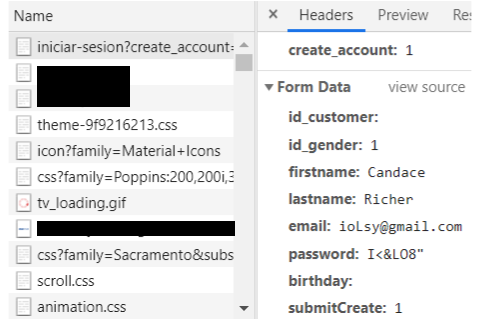 Name
iniciar-sesion?create_account=
theme-9f9216213.css
icon?family=Material+Icons
css?family=Poppins:200,200i,3
tv_loading.gif
css?family=Sacramento&subs
scroll.css
animation.css
× Headers Preview Res
create_account: 1
Form Data view source
id_customer:
id_gender: 1
firstname: Candace
lastname: Richer
email: ioLsy@gmail.com
password: I<&LO8"
birthday:
submitCreate: 1